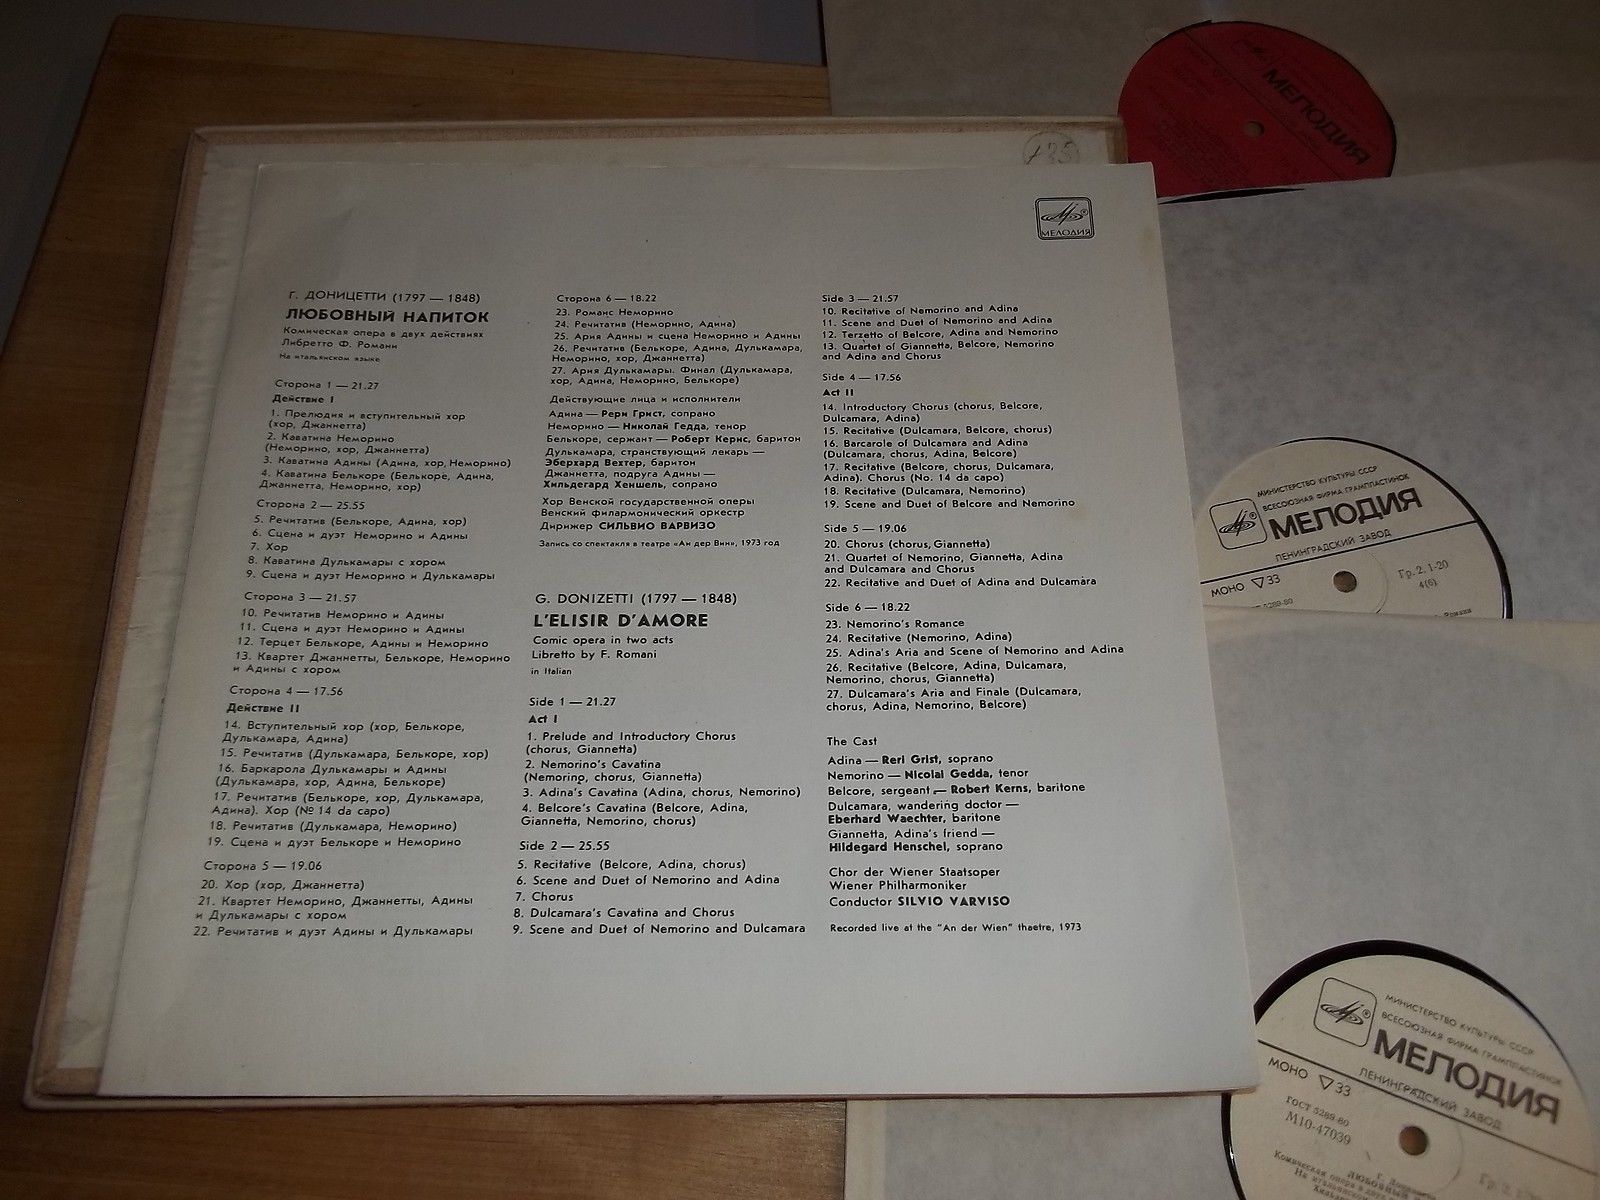 МЕЛОДИЯ
Г. ДОНИЦЕТТИ (1797 — 1848)
ЛЮБОВНЫЙ НАПИТОК
Комическая опера в двух действиях
Либретто Ф. Романи
На итальянском языке
Сторона 1 — 21.27
Действие I
1. Прелюдия и вступительный хор
(хор, Джаннетта)
2. Каватина Неморино
(Неморино, хор, Джаннетта)
3. Каватина Адины (Адина, хор, Неморино)
4. Каватина Белькоре (Белькоре, Адина,
Джаннетта, Неморино, хор)
Сторона 2 — 25.55
5. Речитатив (Белькоре, Адина, хор)
6. Сцена и дуэт Неморино и Адины
7. Хор
8. Каватина Дулькамары с хором
9. Сцена и дуэт Неморино и Дулькамары
Сторона 3 — 21.57
10. Речитатив Неморино и Адины
11. Сцена и дуэт Неморино и Адины
12. Терцет Белькоре, Адины и Неморино
13. Квартет Джаннетты, Белькоре, Неморино
и Адины с хором
Сторона 4 — 17.56
Действие II
14. Вступительный хор (хор, Белькоре,
Дулькамара, Адина)
15. Речитатив (Дулькамара, Белькоре, хор)
16. Баркарола Дулькамары и Адины
(Дулькамара, хор, Адина, Белькоре)
17. Речитатив (Белькоре, хор, Дулькамара,
Адина). Хор (№ 14 da capo)
18. Речитатив (Дулькамара, Неморино)
19. Сцена и дуэт Белькоре и Неморино
Сторона 5 — 19.06
20. Хор (хор, Джаннетта)
21. Квартет Неморино, Джаннетты, Адины
и Дулькамары с хором
22. Речитатив и дуэт Адины и Дулькамары
Сторона 6 — 18.22
23. Романс Неморино
24. Речитатив (Неморино, Адина)
25. Ария Адины и сцена Неморино и Адины
26. Речитатив (Белькоре, Адина, Дулькамара,
Неморино, хор, Джаннетта)
27. Ария Дулькамары. Финал (Дулькамара,
хор, Адина, Неморино, Белькоре)
Действующие лица и исполнители
Адина — Рери Грист, сопрано
Неморино — Николай Гедда, тенор
Белькоре, сержант — Роберт Кернс, баритон
Дулькамара, странствующий лекарь —
Эберхард Вехтер, баритон
Джаннетта, подруга Адины —
Хильдегард Хеншель, сопрано
Хор Венской государственной оперы
Венский филармонический оркестр
Дирижер СИЛЬВИО ВАРВИЗО
Запись со спектакля в театре «Ан дер Вин», 1973 год
G. DONIZETTI (1797 — 1848)
L'ELISIR D'AMORE
Comic opera in two acts
Libretto by F. Romani
in Italian
Side 1 — 21.27
Act I
1. Prelude and Introductory Chorus
(chorus, Giannetta)
2. Nemorino's Cavatina
(Nemorino, chorus, Giannetta)
3. Adina's Cavatina (Adina, chorus, Nemorino)
4. Belcore's Cavatina (Belcore, Adina,
Giannetta, Nemorino, chorus)
Side 2 — 25.55
5. Recitative (Belcore, Adina, chorus)
6. Scene and Duet of Nemorino and Adina
7. Chorus
8. Dulcamara's Cavatina and Chorus
9. Scene and Duet of Nemorino and Dulcamara
Side 3 — 21.57
10. Recitative of Nemorino and Adina
11. Scene and Duet of Nemorino and Adina
12. Terzetto of Belcore, Adina and Nemorino
13. Quartet of Giannetta, Belcore, Nemorino
and Adina and Chorus
Side 4 — 17.56
Act II
14. Introductory Chorus (chorus, Belcore,
Dulcamara, Adina)
15. Recitative (Dulcamara, Belcore, chorus)
16. Barcarole of Dulcamara and Adina
(Dulcamara, chorus, Adina, Belcore)
17. Recitative (Belcore, chorus, Dulcamara,
Adina). Chorus (No. 14 da capo)
18. Recitative (Dulcamara, Nemorino)
19. Scene and Duet of Belcore and Nemorino
Side 5 — 19.06
20. Chorus (chorus, Giannetta)
21. Quartet of Nemorino, Giannetta, Adina
and Dulcamara and Chorus
22. Recitative and Duet of Adina and Dulcamara
Side 6 — 18.22
23. Nemorino's Romance
24. Recitative (Nemorino, Adina)
25. Adina's Aria and Scene of Nemorino and Adina
26. Recitative (Belcore, Adina, Dulcamara,
Nemorino, chorus, Giannetta)
27. Dulcamara's Aria and Finale (Dulcamara,
chorus, Adina, Nemorino, Belcore)
The Cast
Adina — Reri Grist, soprano
Nemorino — Nicolai Gedda, tenor
Belcore, sergeant — Robert Kerns, baritone
Dulcamara, wandering doctor —
Eberhard Waechter, baritone
Giannetta, Adina's friend —
Hildegard Henschel, soprano
Chor der Wiener Staatsoper
Wiener Philharmoniker
Conductor SILVIO VARVISO
Recorded live at the "An der Wien" thaetre, 1973
МЕЛОДИЯ
МИНИСТЕРСТВО КУЛЬТУРЫ СССР
ВСЕСОЮЗНАЯ ФИРМА ГРАМПЛАСТИНОК
МЕЛОДИЯ
ЛЕНИНГРАДСКИЙ ЗАВОД
МОНО 33
Гр. 2. 1-20
4(6)
5289-80
МИНИСТЕРСТВО КУЛЬТУРЫ СССР
ВСЕСОЮЗНАЯ ФИРМА ГРАМПЛАСТИНОК
МЕЛОДИЯ
ЛЕНИНГРАДСКИЙ ЗАВОД
МОНО 33
ГОСТ 5289-80
М10-47039